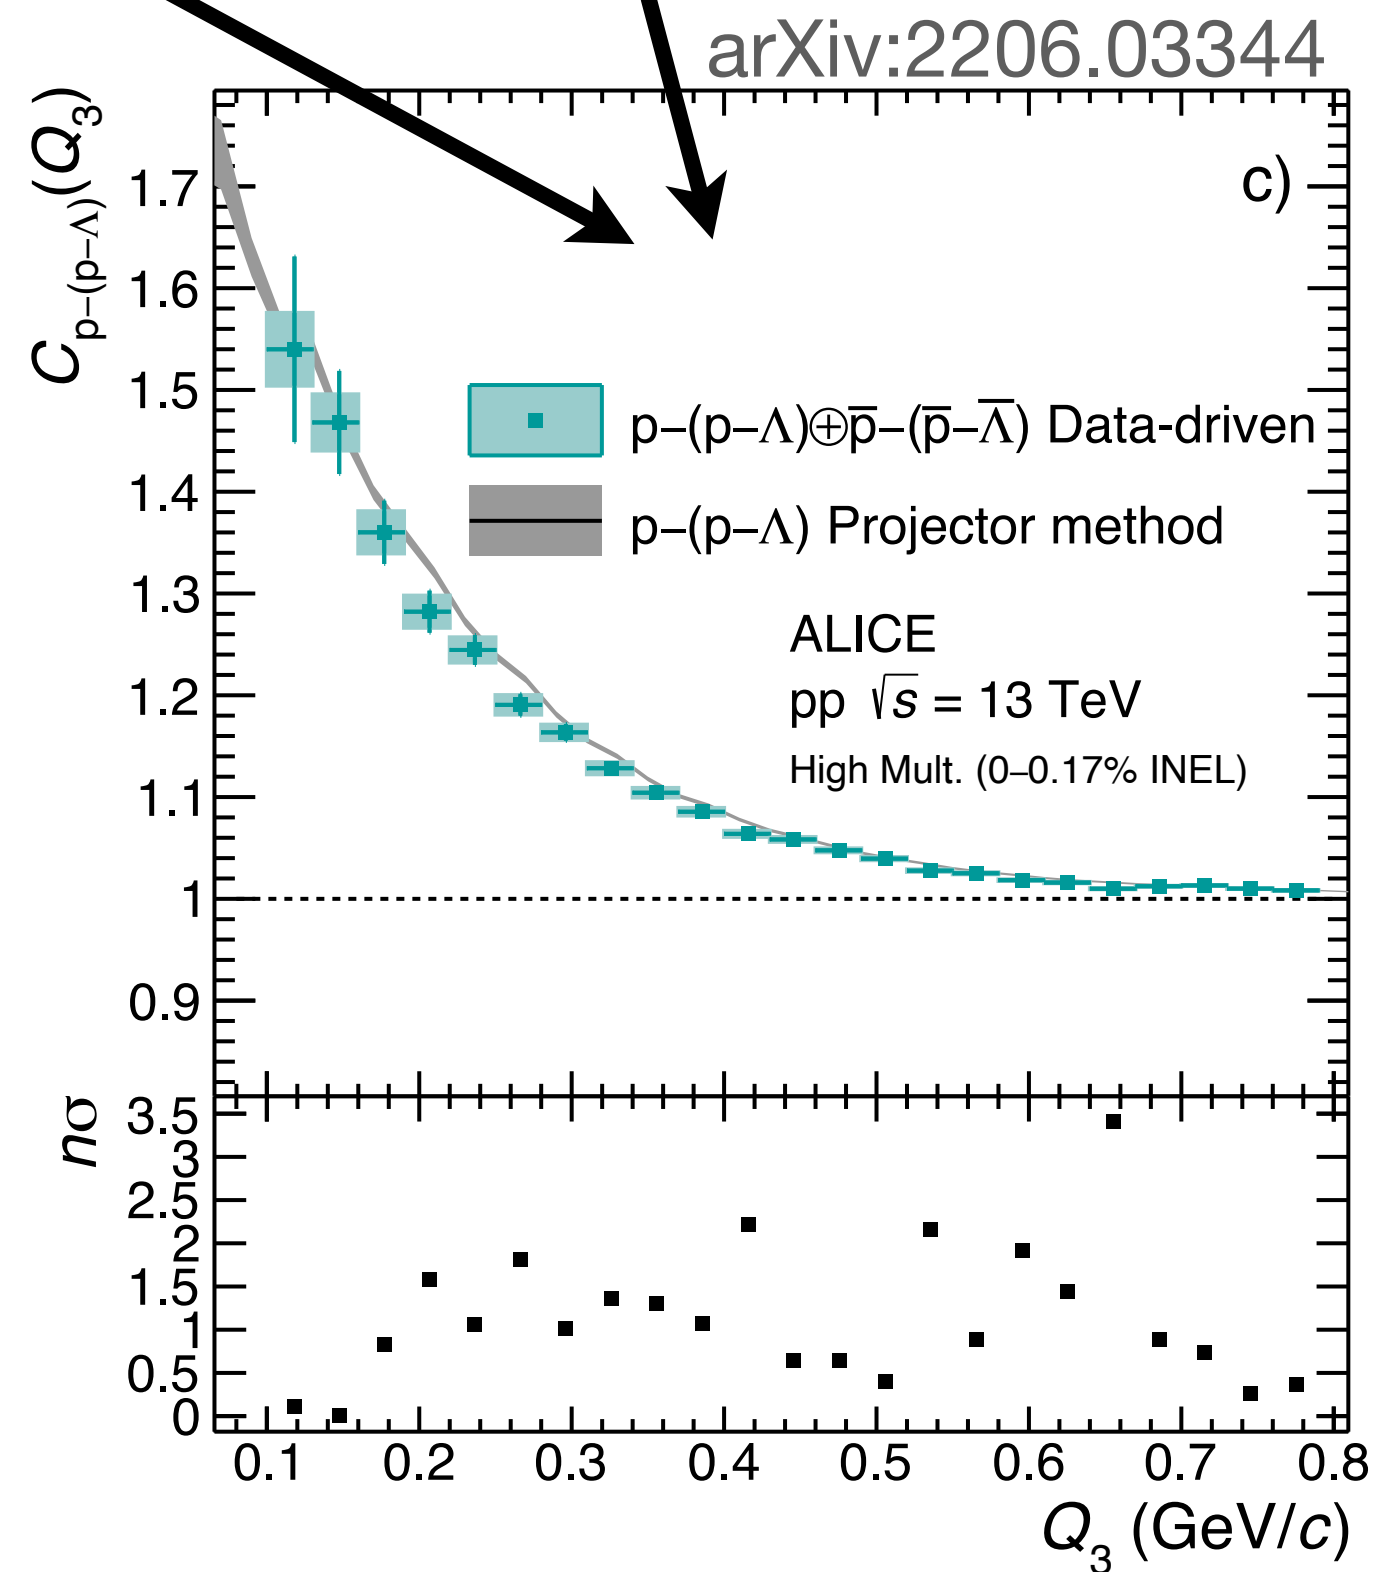 arXiv:2206.03344
C_{p–(p–Λ)}(Q_3)
c)
1.7
1.6
1.5
1.4
1.3
1.2
1.1
1
0.9
p–(p–Λ)⊕p̅–(p̅–Λ̅) Data-driven
p–(p–Λ) Projector method
ALICE
pp √s = 13 TeV
High Mult. (0–0.17% INEL)
nσ
3.5
3
2.5
2
1.5
1
0.5
0
0.1 0.2 0.3 0.4 0.5 0.6 0.7 0.8
Q_3 (GeV/c)